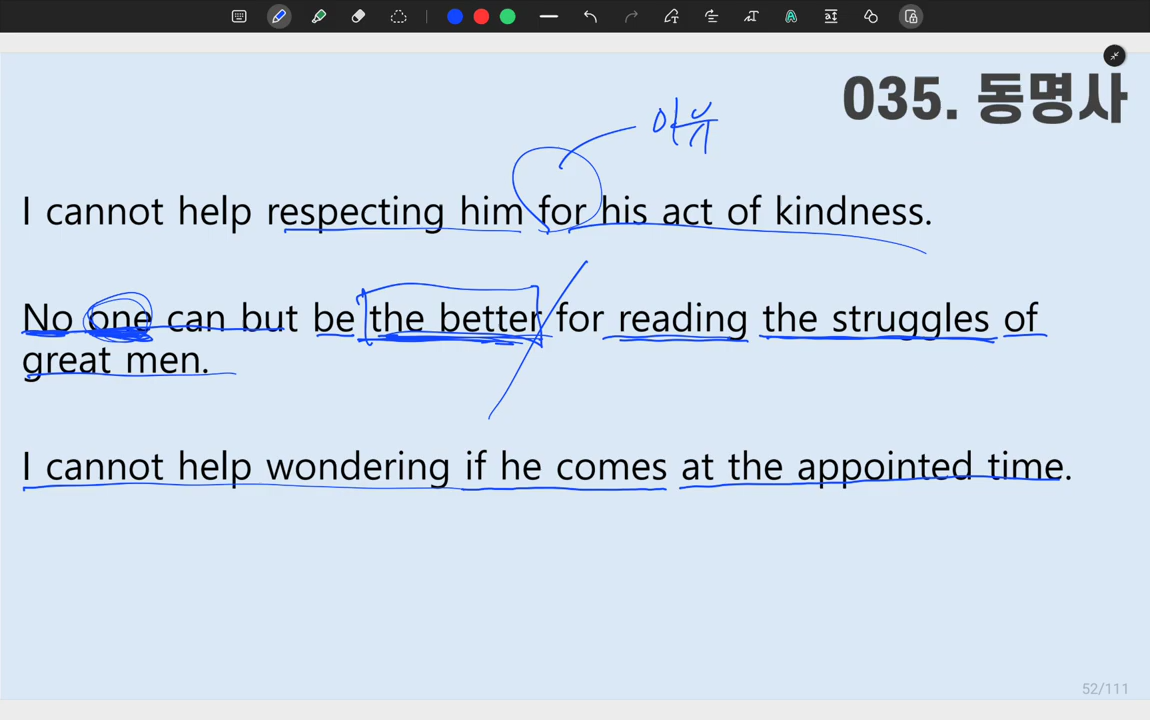 035. 동명사
I cannot help respecting him for his act of kindness.
No one can but be the better for reading the struggles of
great men.
I cannot help wondering if he comes at the appointed time.
52/111